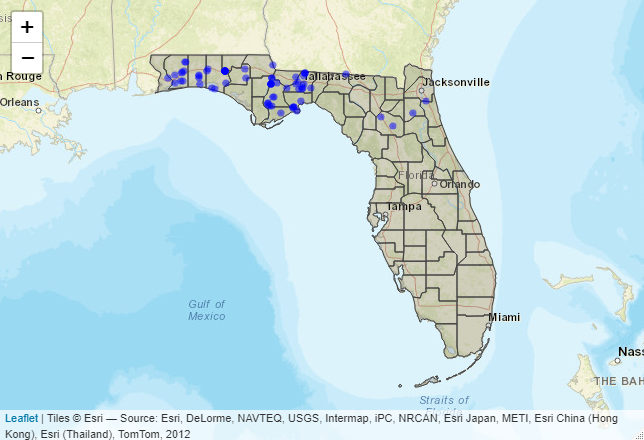 +
−
Rouge
Orleans
Tallahassee
Jacksonville
Florida
Orlando
Tampa
Gulf of
Mexico
Miami
Nass
THE BAH
Straits of
Florida
Leaflet | Tiles © Esri — Source: Esri, DeLorme, NAVTEQ, USGS, Intermap, iPC, NRCAN, Esri Japan, METI, Esri China (Hong
Kong), Esri (Thailand), TomTom, 2012